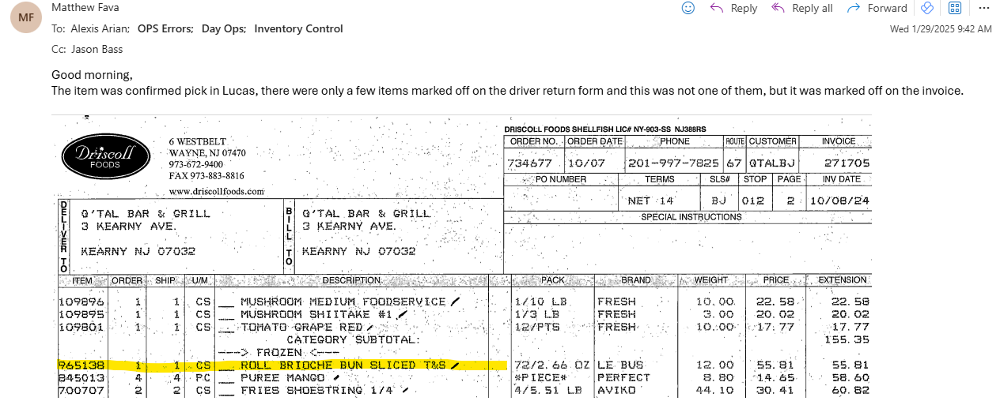 MF
Matthew Fava
Reply
Reply all
Forward
To: Alexis Arian; OPS Errors; Day Ops; Inventory Control
Wed 1/29/2025 9:42 AM
Cc: Jason Bass
Good morning,
The item was confirmed pick in Lucas, there were only a few items marked off on the driver return form and this was not one of them, but it was marked off on the invoice.
Driscoll
FOODS
6 WESTBELT
WAYNE, NJ 07470
973-672-9400
FAX 973-883-8816
www.driscollfoods.com
DRISCOLL FOODS SHELLFISH LIC# NY-903-SS NJ388RS
ORDER NO. ORDER DATE PHONE ROUTE CUSTOMER INVOICE
734677 10/07 201-997-7825 67 QTALBJ 271705
PO NUMBER TERMS SLS# STOP PAGE INV DATE
NET 14 BJ 012 2 10/08/24
SPECIAL INSTRUCTIONS
DELIVER TO
Q'TAL BAR & GRILL
3 KEARNY AVE.
KEARNY NJ 07032
BILL TO
Q'TAL BAR & GRILL
3 KEARNY AVE.
KEARNY NJ 07032
ITEM ORDER SHIP U/M DESCRIPTION PACK BRAND WEIGHT PRICE EXTENSION
109896 1 1 CS MUSHROOM MEDIUM FOODSERVICE 1/10 LB FRESH 10.00 22.58 22.58
109895 1 1 CS MUSHROOM SHIITAKE #1 1/3 LB FRESH 3.00 20.02 20.02
109801 1 1 CS TOMATO GRAPE RED 12/PTS FRESH 10.00 17.77 17.77
CATEGORY SUBTOTAL: 155.35
---> FROZEN <---
965138 1 1 CS ROLL BRIOCHE BUN SLICED T&S 72/2.66 OZ LE BUS 12.00 55.81 55.81
845013 4 4 PC PUREE MANGO *PIECE* PERFECT 8.80 14.65 58.60
700707 2 2 CS FRIES SHOESTRING 1/4 4/5.51 LB AVIKO 44.10 30.41 60.82